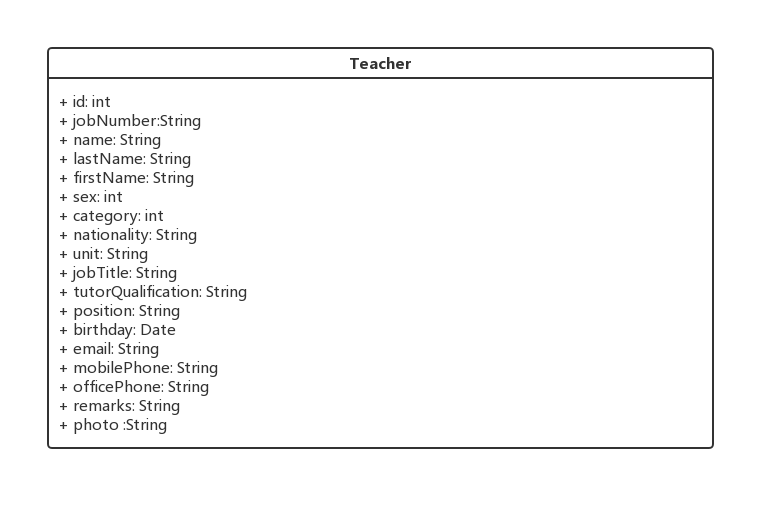 Teacher
+ id: int
+ jobNumber:String
+ name: String
+ lastName: String
+ firstName: String
+ sex: int
+ category: int
+ nationality: String
+ unit: String
+ jobTitle: String
+ tutorQualification: String
+ position: String
+ birthday: Date
+ email: String
+ mobilePhone: String
+ officePhone: String
+ remarks: String
+ photo :String